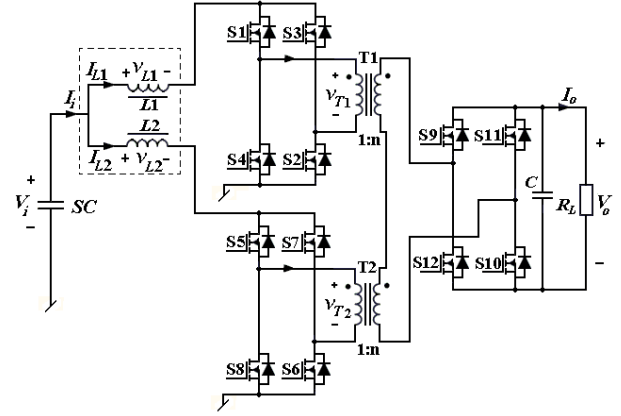 S1
S3
T1
I_L1
+ v_L1 -
L1
I_i
L2
I_L2
+ v_L2 -
+
v_T1
-
1:n
S4
S2
S9
S11
I_o
+
V_i
-
SC
C
R_L
+
V_o
-
S5
S7
S12
S10
T2
+
v_T2
-
1:n
S8
S6